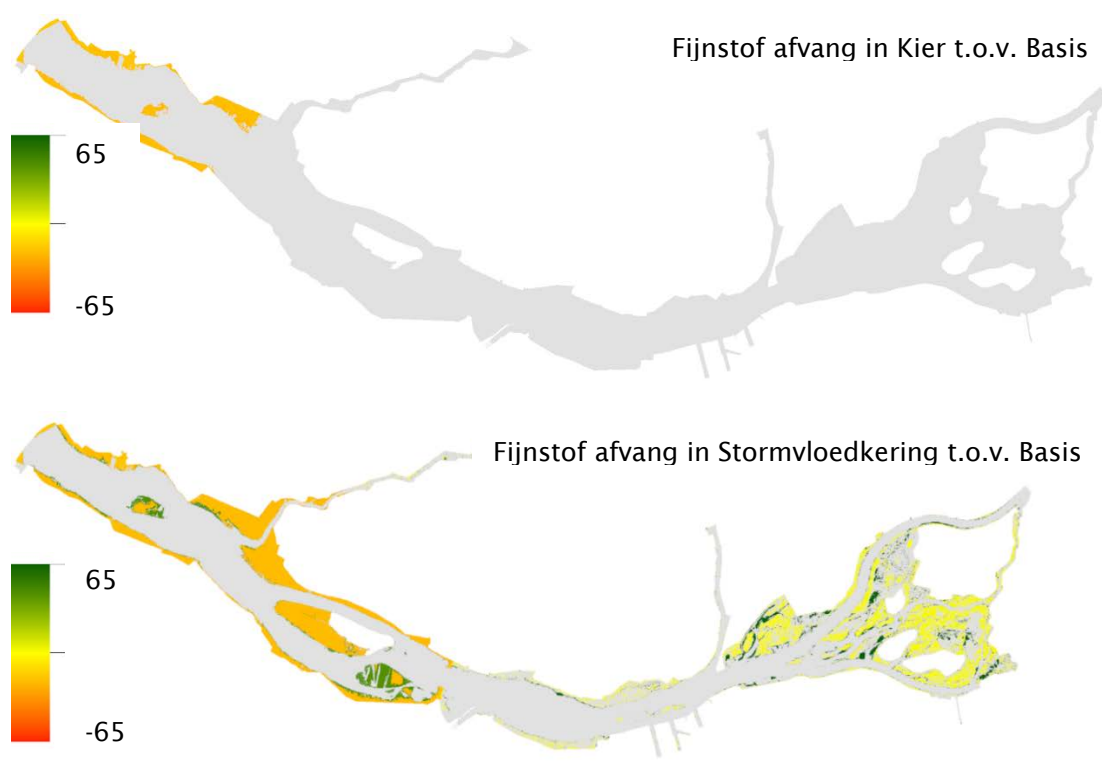 Fijnstof afvang in Kier t.o.v. Basis
65
-65
Fijnstof afvang in Stormvloedkering t.o.v. Basis
65
-65